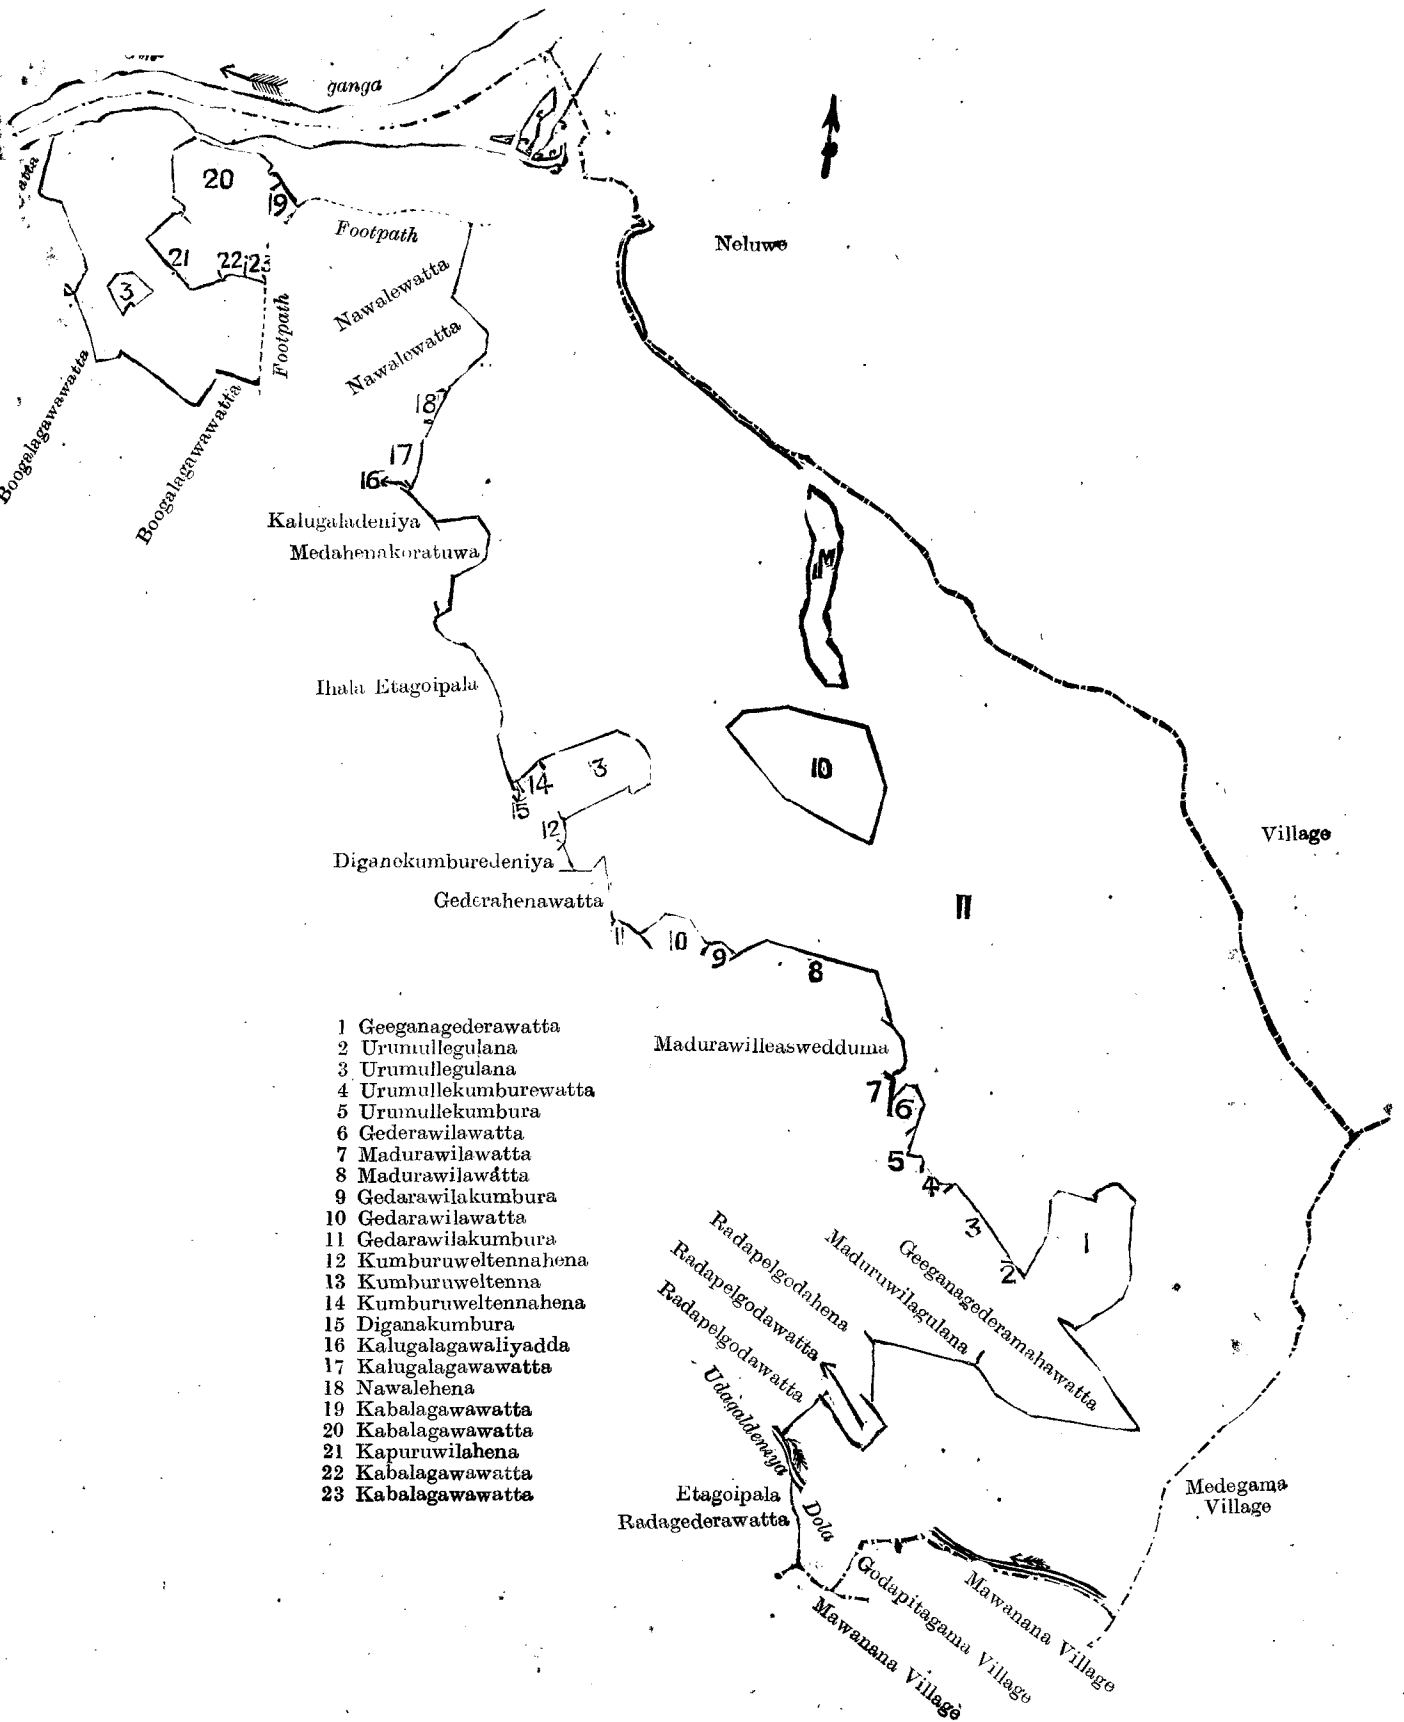 ganga
20
19
Footpath
Neluwe
21
22
23
3
Footpath
Nawalewatta
Nawalewatta
Boogalagawawatta
Boogalagawawatta
18
17
16
Kalugaladeniya
Medahenakoratuwa
Ihala Etagoipala
14
15
12
10
Village
Diganekumburedeniya
Gederahenawatta
11
10
9
8
Madurawilleaswedduma
7
6
5
4
3
2
1
1 Geeganagederawatta
2 Urumullegulana
3 Urumullegulana
4 Urumullekumburewatta
5 Urumullekumbura
6 Gederawilawatta
7 Madurawilawatta
8 Madurawilawatta
9 Gedarawilakumbura
10 Gedarawilawatta
11 Gedarawilakumbura
12 Kumburuweltennahena
13 Kumburuweltenna
14 Kumburuweltennahena
15 Diganakumbura
16 Kalugalagawaliyadda
17 Kalugalagawawatta
18 Nawalehena
19 Kabalagawawatta
20 Kabalagawawatta
21 Kapuruwilahena
22 Kabalagawawatta
23 Kabalagawawatta
Radapelgodahena
Radapelgodawatta
Radapelgodawatta
Maduruwilagulana
Geeganagederamahawatta
Udagaldeniya
Dola
Etagoipala
Radagederawatta
Medegama
Village
Mawanana Village
Godapitagama Village
Mawanana Village